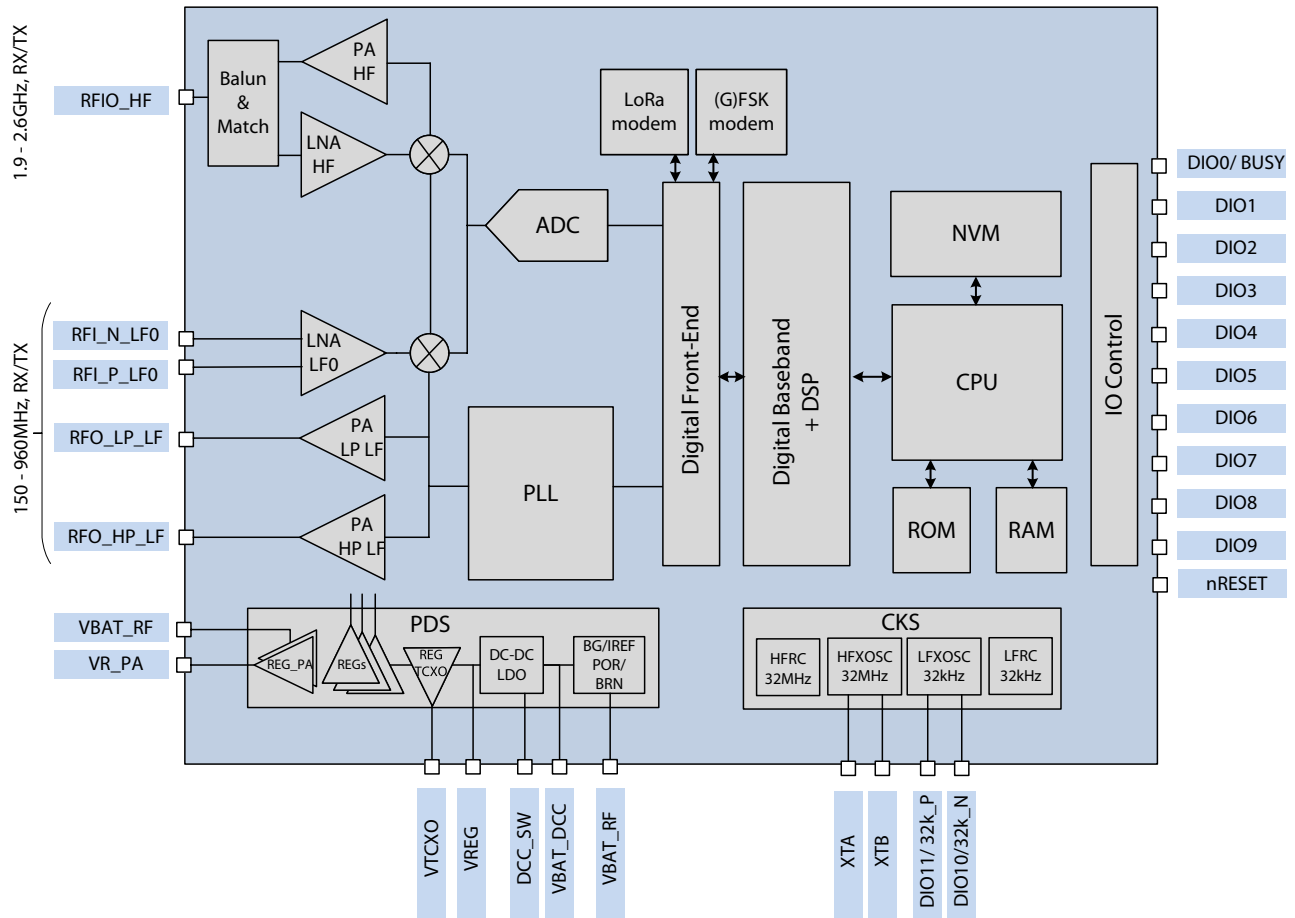 1.9 - 2.6GHz, RX/TX
RFIO_HF
Balun
&
Match
PA
HF
LNA
HF
LoRa
modem
(G)FSK
modem
ADC
150 - 960MHz, RX/TX
RFI_N_LF0
RFI_P_LF0
LNA
LF0
RFO_LP_LF
PA
LP LF
RFO_HP_LF
PA
HP LF
PLL
Digital Front-End
Digital Baseband
+ DSP
NVM
CPU
ROM
RAM
IO Control
DIO0/ BUSY
DIO1
DIO2
DIO3
DIO4
DIO5
DIO6
DIO7
DIO8
DIO9
nRESET
VBAT_RF
VR_PA
PDS
REG_PA
REGs
REG
TCXO
DC-DC
LDO
BG/IREF
POR/
BRN
CKS
HFRC
32MHz
HFXOSC
32MHz
LFXOSC
32kHz
LFRC
32kHz
VTCXO
VREG
DCC_SW
VBAT_DCC
VBAT_RF
XTA
XTB
DIO11/ 32k_P
DIO10/32k_N